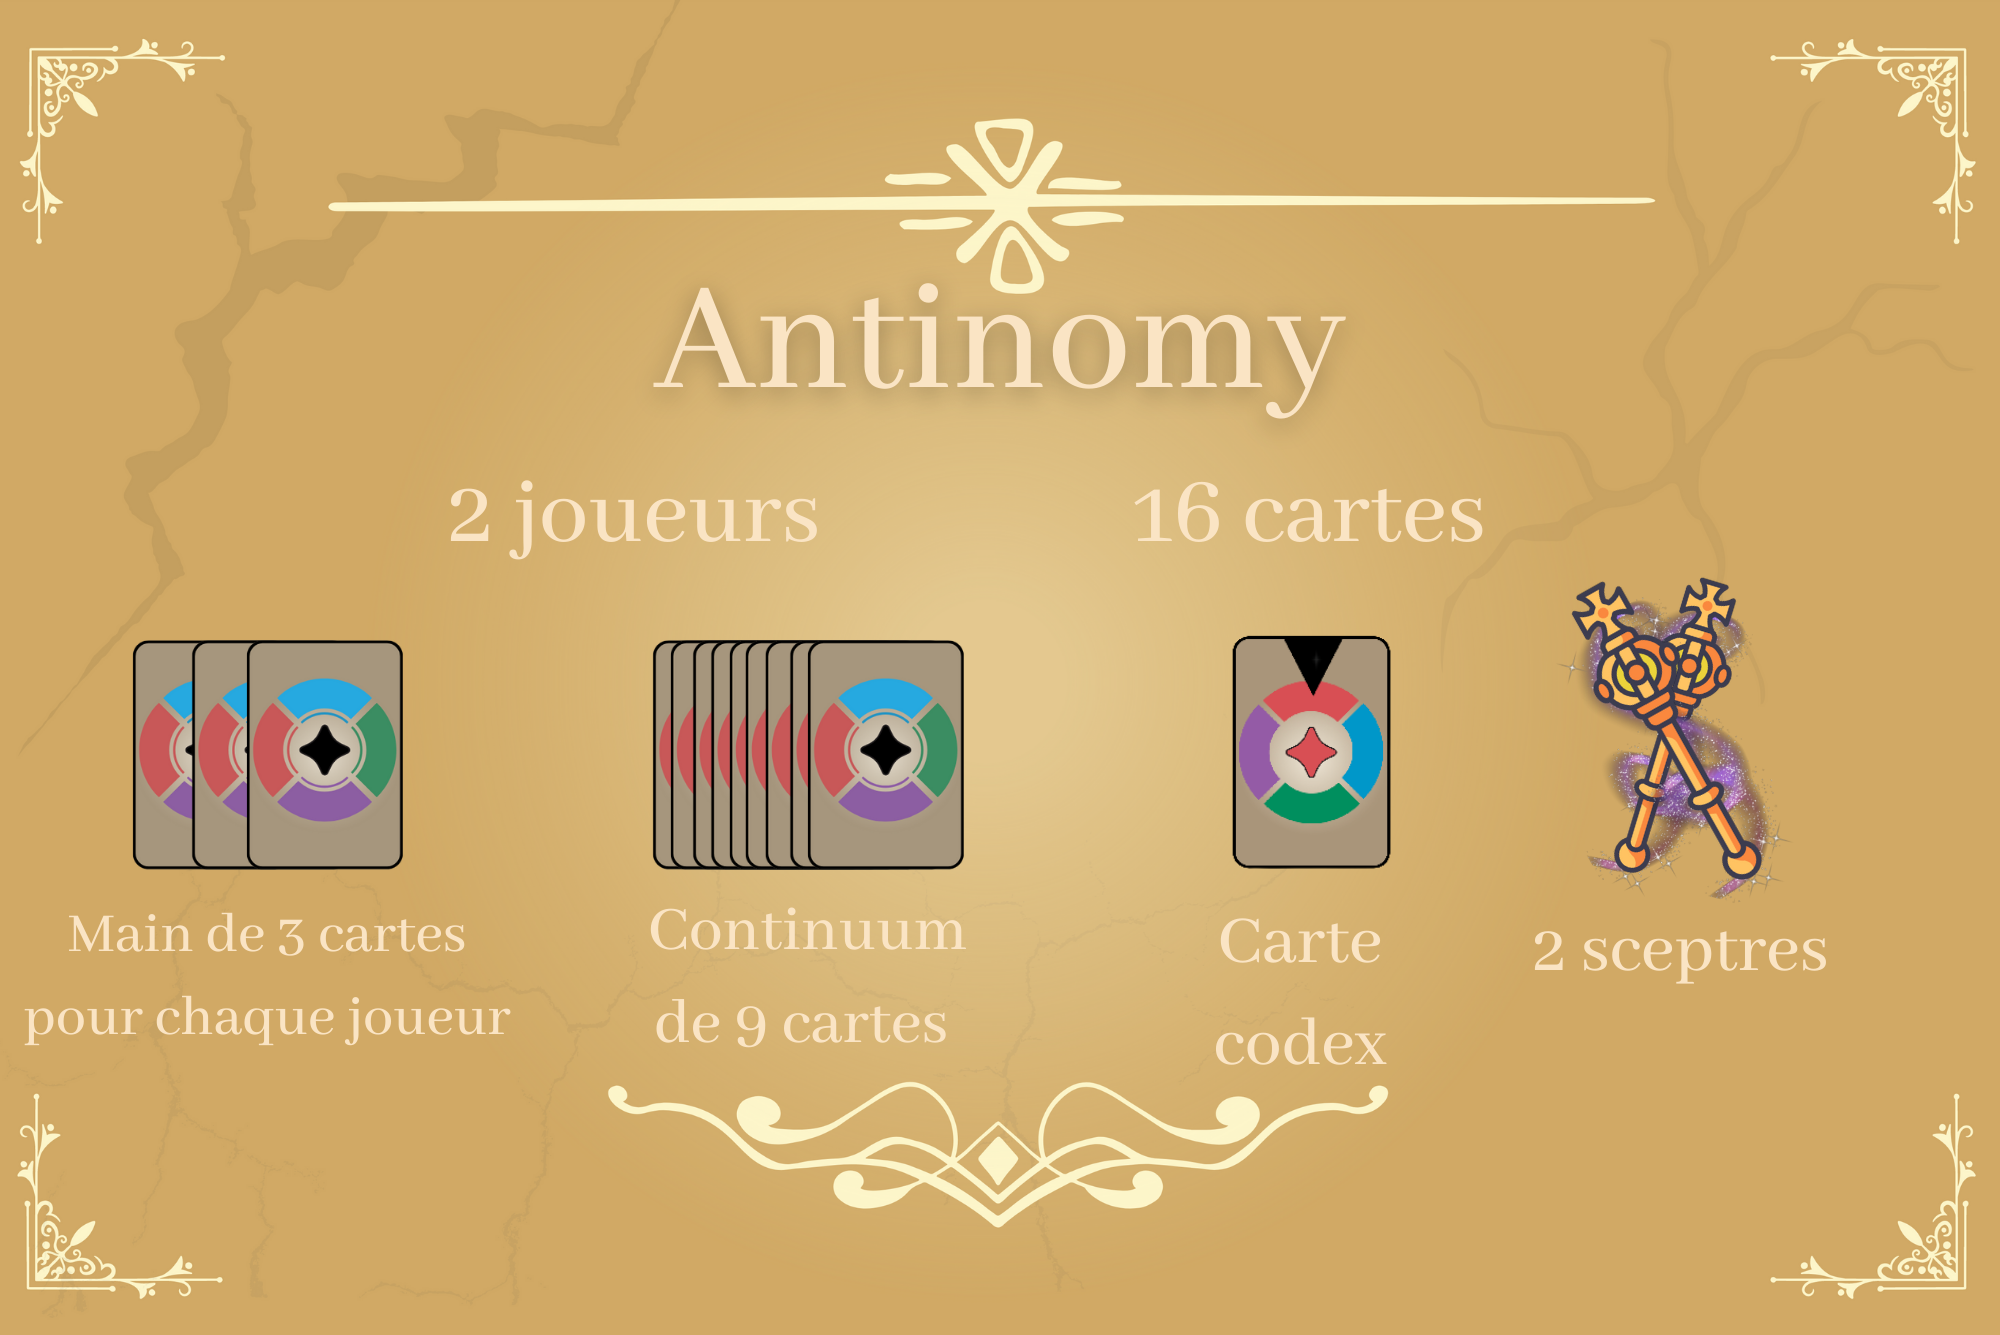 Antinomy
2 joueurs
16 cartes
Main de 3 cartes
pour chaque joueur
Continuum
de 9 cartes
Carte
codex
2 sceptres